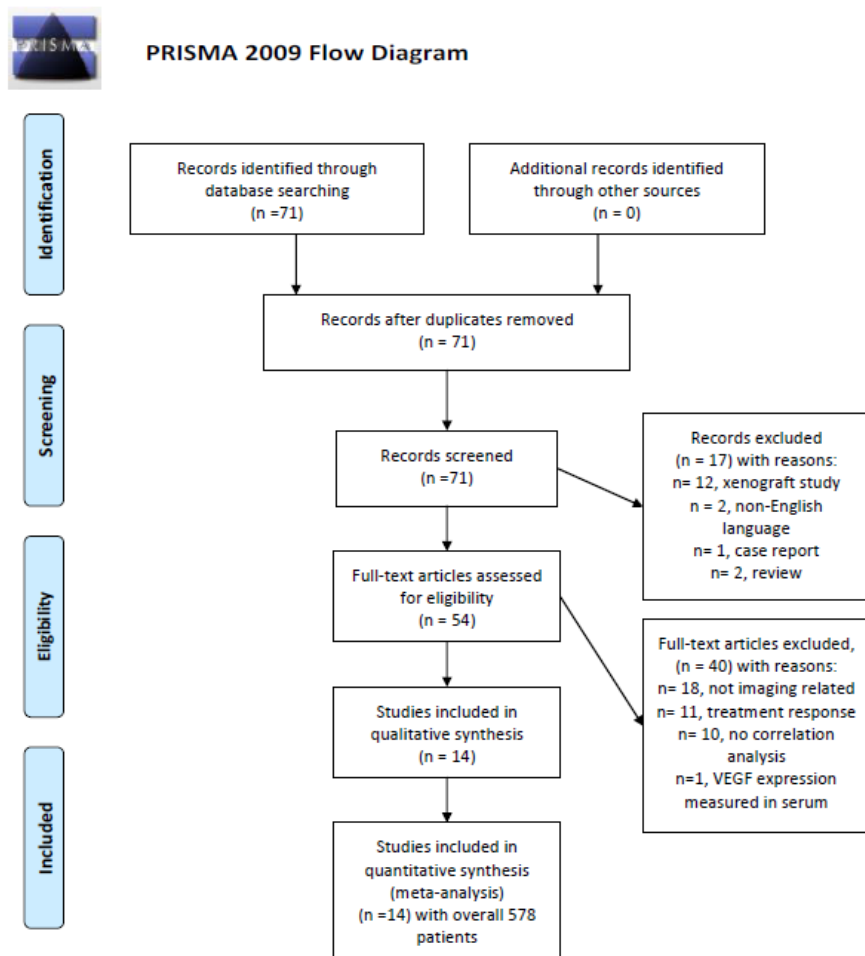 PRISMA
PRISMA 2009 Flow Diagram
Identification
Records identified through
database searching
(n =71)
Additional records identified
through other sources
(n = 0)
Records after duplicates removed
(n = 71)
Screening
Records screened
(n =71)
Records excluded
(n = 17) with reasons:
n= 12, xenograft study
n = 2, non-English
language
n= 1, case report
n= 2, review
Eligibility
Full-text articles assessed
for eligibility
(n = 54)
Full-text articles excluded,
(n = 40) with reasons:
n= 18, not imaging related
n= 11, treatment response
n= 10, no correlation
analysis
n=1, VEGF expression
measured in serum
Studies included in
qualitative synthesis
(n = 14)
Included
Studies included in
quantitative synthesis
(meta-analysis)
(n =14) with overall 578
patients